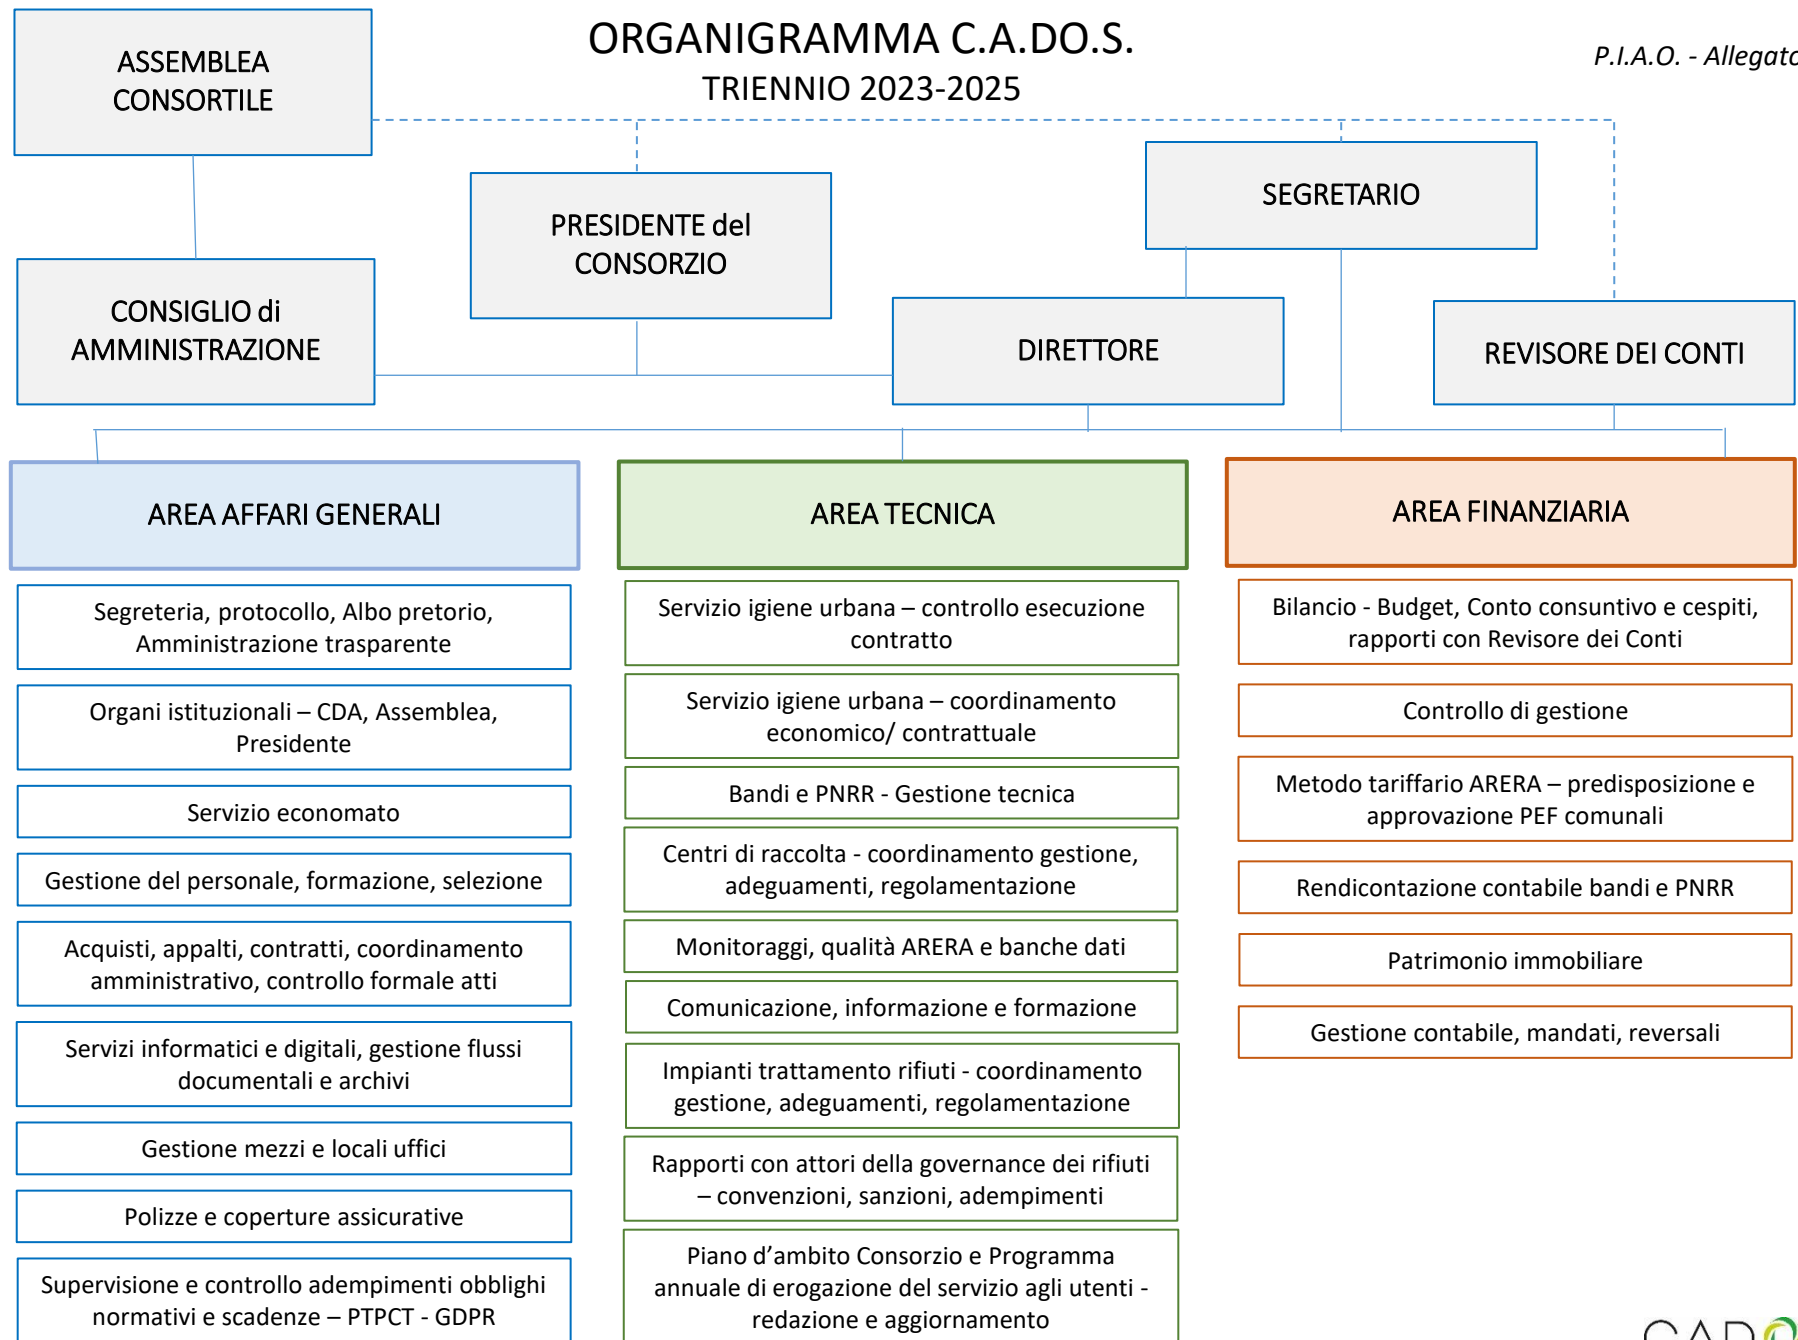 ORGANIGRAMMA C.A.DO.S.
TRIENNIO 2023-2025
P.I.A.O. - Allegato
ASSEMBLEA
CONSORTILE
PRESIDENTE del
CONSORZIO
SEGRETARIO
CONSIGLIO di
AMMINISTRAZIONE
DIRETTORE
REVISORE DEI CONTI
AREA AFFARI GENERALI
Segreteria, protocollo, Albo pretorio,
Amministrazione trasparente
Organi istituzionali – CDA, Assemblea,
Presidente
Servizio economato
Gestione del personale, formazione, selezione
Acquisti, appalti, contratti, coordinamento
amministrativo, controllo formale atti
Servizi informatici e digitali, gestione flussi
documentali e archivi
Gestione mezzi e locali uffici
Polizze e coperture assicurative
Supervisione e controllo adempimenti obblighi
normativi e scadenze – PTPCT - GDPR
AREA TECNICA
Servizio igiene urbana – controllo esecuzione
contratto
Servizio igiene urbana – coordinamento
economico/ contrattuale
Bandi e PNRR - Gestione tecnica
Centri di raccolta - coordinamento gestione,
adeguamenti, regolamentazione
Monitoraggi, qualità ARERA e banche dati
Comunicazione, informazione e formazione
Impianti trattamento rifiuti - coordinamento
gestione, adeguamenti, regolamentazione
Rapporti con attori della governance dei rifiuti
– convenzioni, sanzioni, adempimenti
Piano d’ambito Consorzio e Programma
annuale di erogazione del servizio agli utenti -
redazione e aggiornamento
AREA FINANZIARIA
Bilancio - Budget, Conto consuntivo e cespiti,
rapporti con Revisore dei Conti
Controllo di gestione
Metodo tariffario ARERA – predisposizione e
approvazione PEF comunali
Rendicontazione contabile bandi e PNRR
Patrimonio immobiliare
Gestione contabile, mandati, reversali